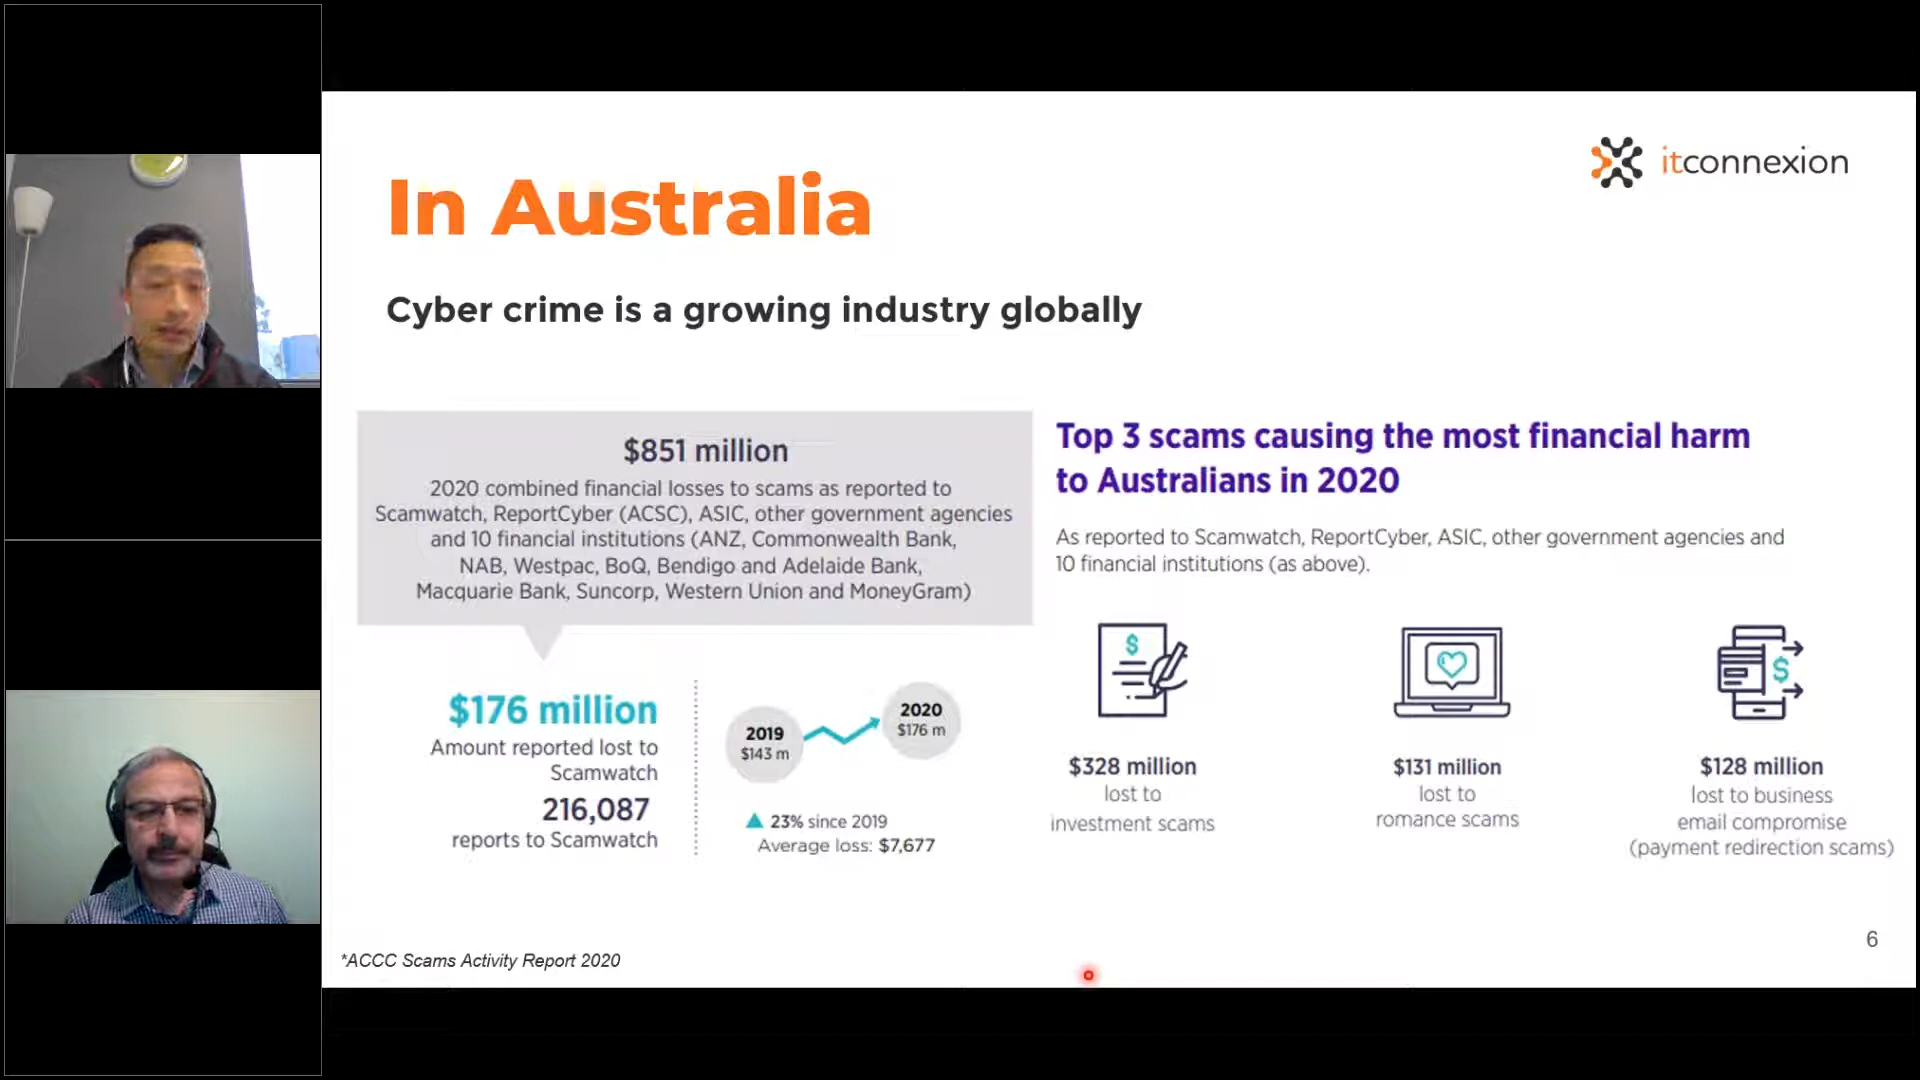 itconnexion
In Australia
Cyber crime is a growing industry globally
$851 million
2020 combined financial losses to scams as reported to
Scamwatch, ReportCyber (ACSC), ASIC, other government agencies
and 10 financial institutions (ANZ, Commonwealth Bank,
NAB, Westpac, BoQ, Bendigo and Adelaide Bank,
Macquarie Bank, Suncorp, Western Union and MoneyGram)
$176 million
Amount reported lost to
Scamwatch
216,087
reports to Scamwatch
2019
$143 m
2020
$176 m
23% since 2019
Average loss: $7,677
Top 3 scams causing the most financial harm
to Australians in 2020
As reported to Scamwatch, ReportCyber, ASIC, other government agencies and
10 financial institutions (as above).
$
$328 million
lost to
investment scams
$131 million
lost to
romance scams
$
$128 million
lost to business
email compromise
(payment redirection scams)
*ACCC Scams Activity Report 2020
6